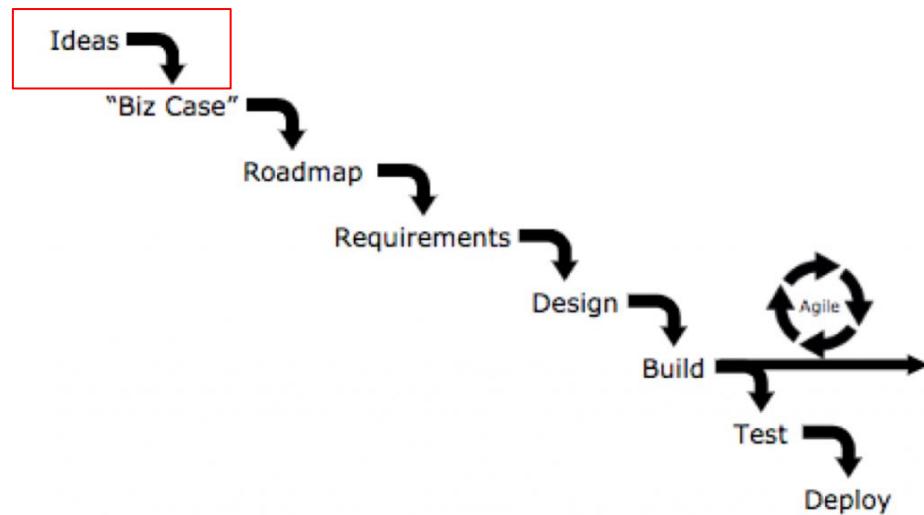 Ideas
“Biz Case”
Roadmap
Requirements
Design
Agile
Build
Test
Deploy